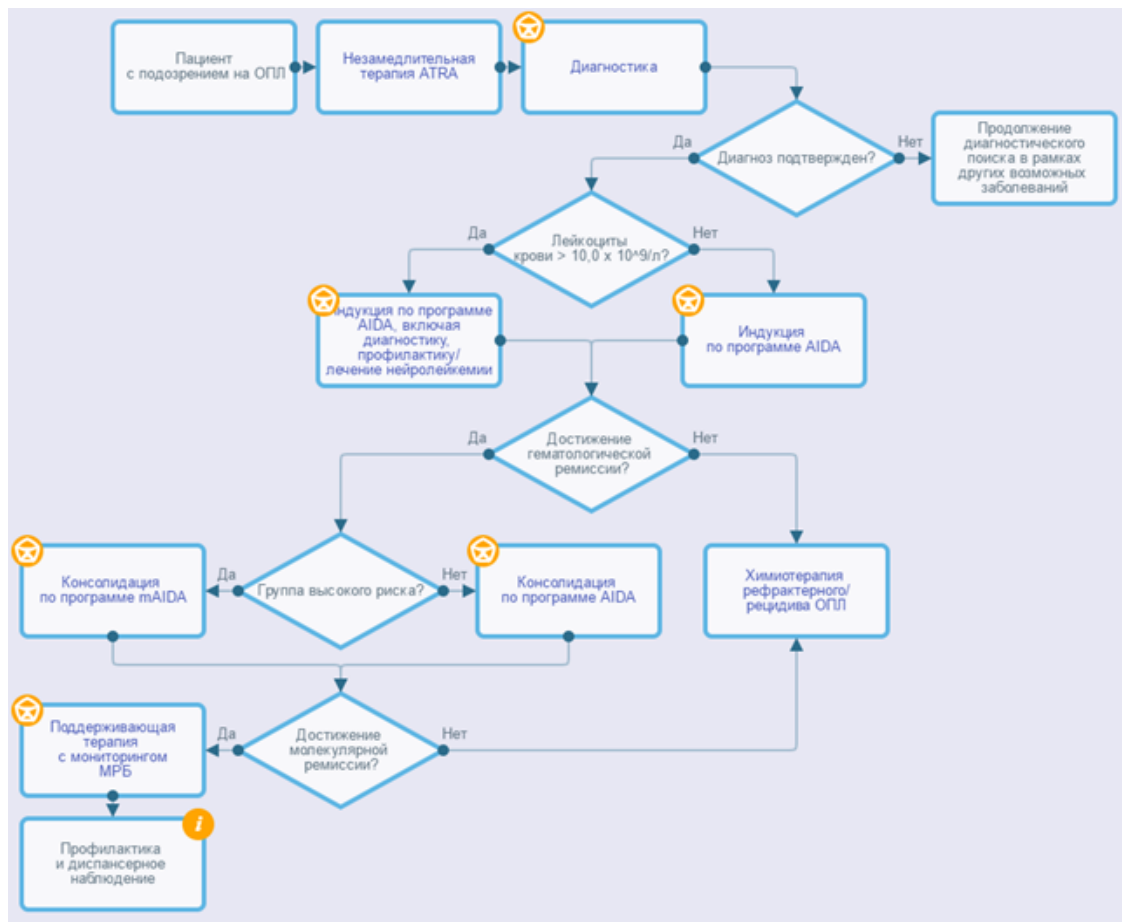 Пациент
с подозрением на ОПЛ
Незамедлительная
терапия ATRA
Диагностика
Диагноз подтвержден?
Да
Нет
Продолжение
диагностического
поиска в рамках
других возможных
заболеваний
Лейкоциты
крови > 10,0 x 10^9/л?
Да
Нет
Индукция по программе
AIDA, включая
диагностику,
профилактику/
лечение нейролейкемии
Индукция
по программе AIDA
Достижение
гематологической
ремиссии?
Да
Нет
Группа высокого риска?
Да
Нет
Консолидация
по программе mAIDA
Консолидация
по программе AIDA
Химиотерапия
рефрактерного/
рецидива ОПЛ
Достижение
молекулярной
ремиссии?
Да
Нет
Поддерживающая
терапия
с мониторингом
МРБ
Профилактика
и диспансерное
наблюдение
i